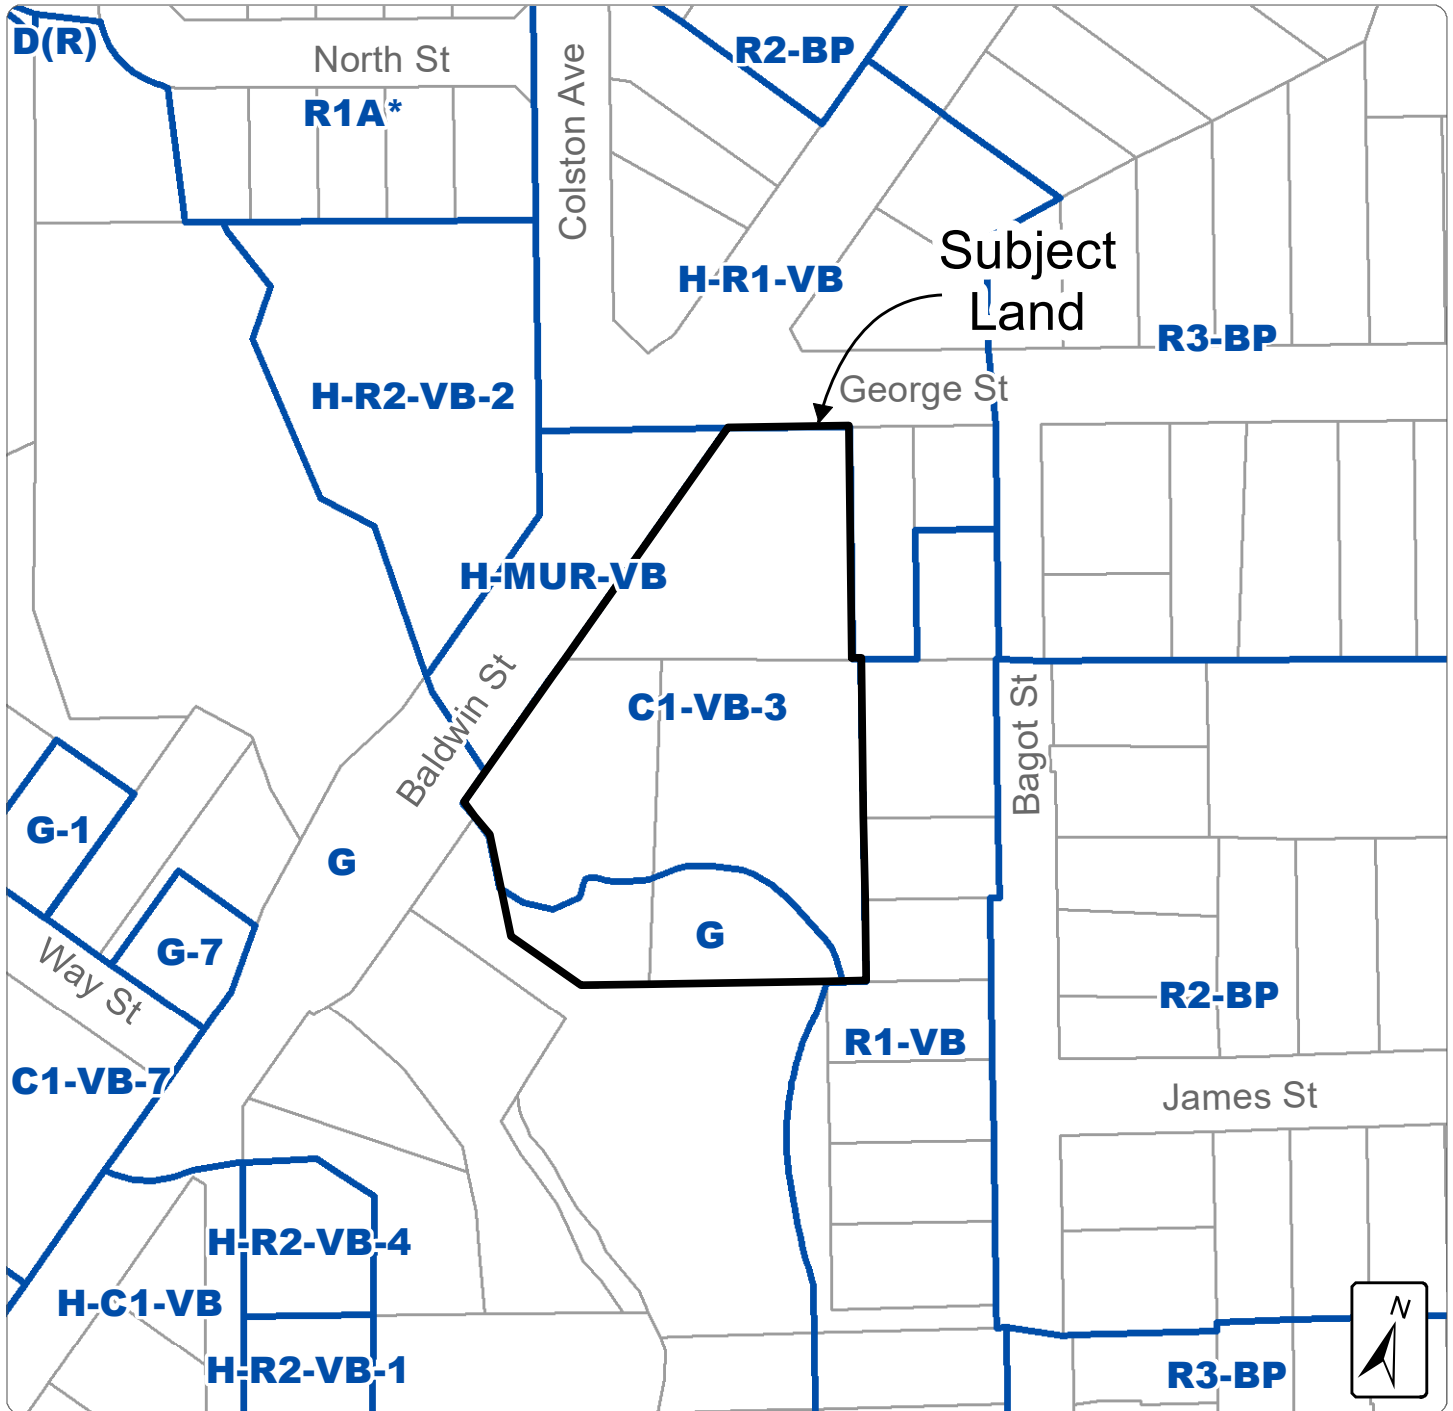 D(R)
North St
R1A*
Colston Ave
R2-BP
H-R1-VB
Subject
Land
R3-BP
George St
H-R2-VB-2
H-MUR-VB
Baldwin St
C1-VB-3
Bagot St
G-1
G
G-7
G
Way St
R2-BP
R1-VB
C1-VB-7
James St
H-R2-VB-4
H-C1-VB
H-R2-VB-1
R3-BP
N